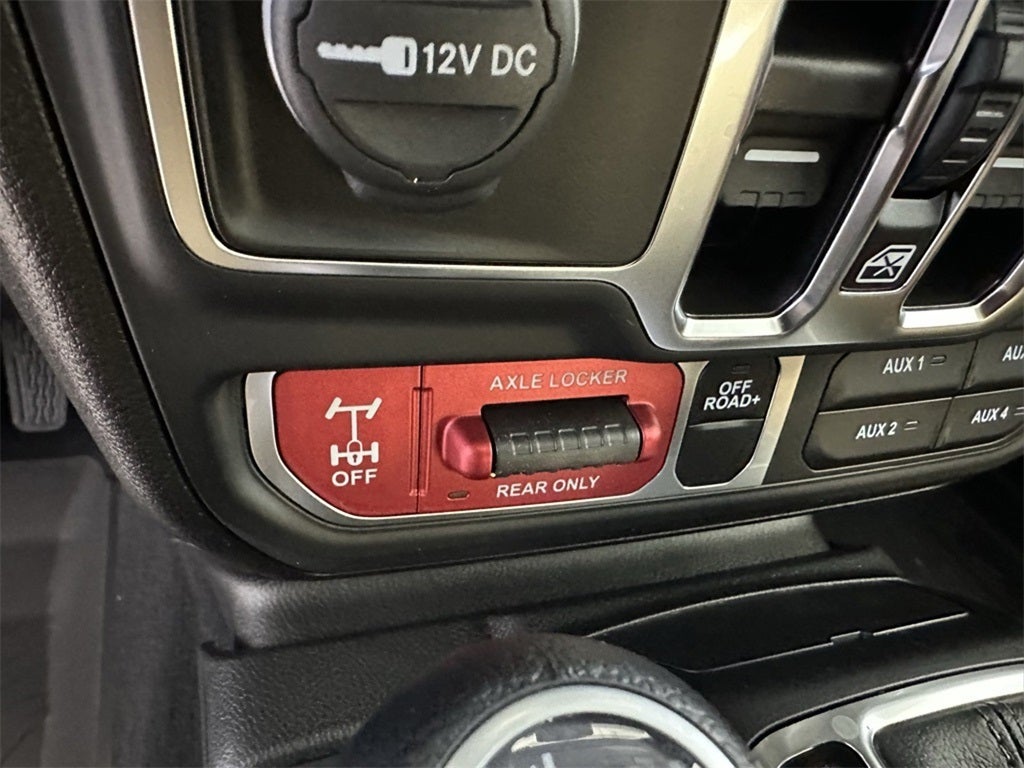 12V DC
AXLE LOCKER
OFF
REAR ONLY
OFF
ROAD+
AUX 1
AUX 2
AUX 4